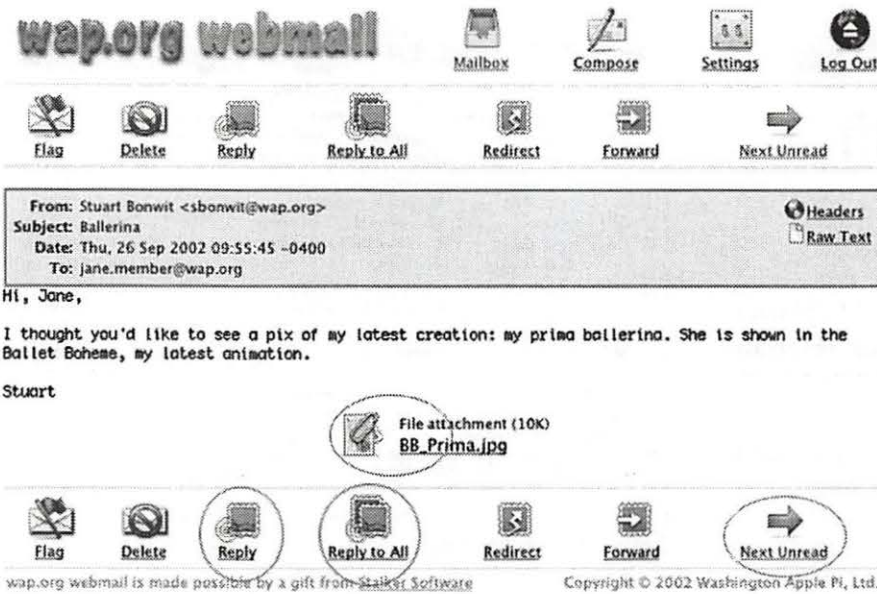 wap.org webmail
Mailbox Compose Settings Log Out
Flag Delete Reply Reply to All Redirect Forward Next Unread
From: Stuart Bonwit <sbonwit@wap.org>
Headers
Subject: Ballerina
Raw Text
Date: Thu, 26 Sep 2002 09:55:45 -0400
To: jane.member@wap.org
Hi, Jane,
I thought you'd like to see a pix of my latest creation: my prima ballerina. She is shown in the
Ballet Boheme, my latest animation.
Stuart
File attachment (10K)
BB_Prima.jpg
Flag Delete Reply Reply to All Redirect Forward Next Unread
wap.org webmail is made possible by a gift from Stalker Software
Copyright © 2002 Washington Apple Pi, Ltd.